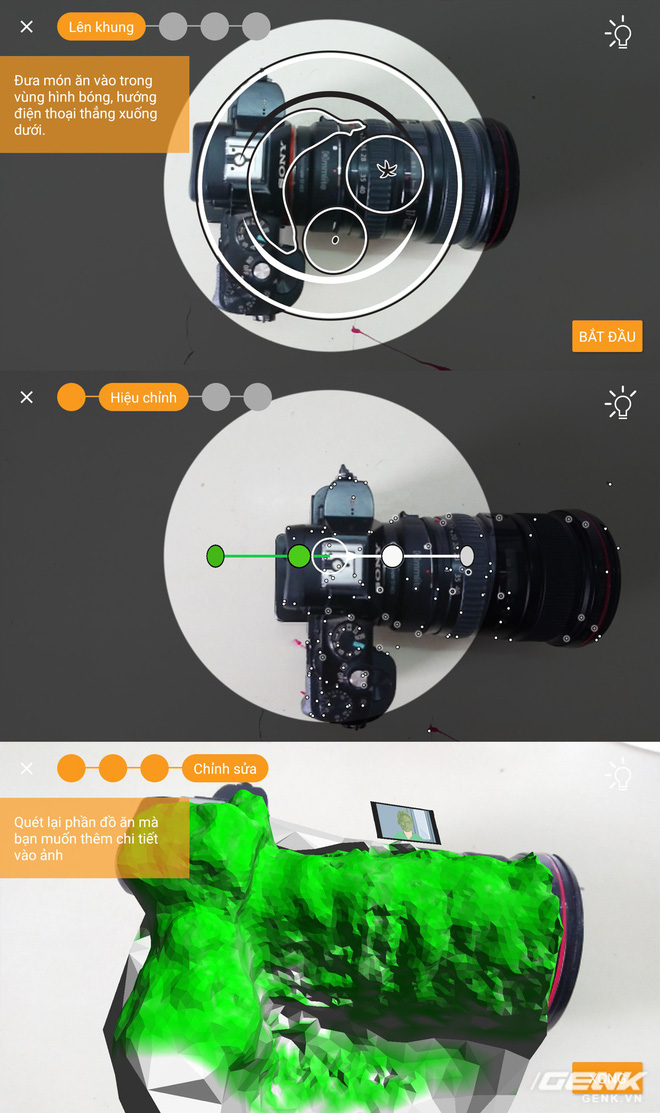 Lên khung
Đưa món ăn vào trong
vùng hình bóng, hướng
điện thoại thẳng xuống
dưới.
SONY
BẮT ĐẦU
Hiệu chỉnh
Chỉnh sửa
Quét lại phần đồ ăn mà
bạn muốn thêm chi tiết
vào ảnh
GENK
GENK.VN